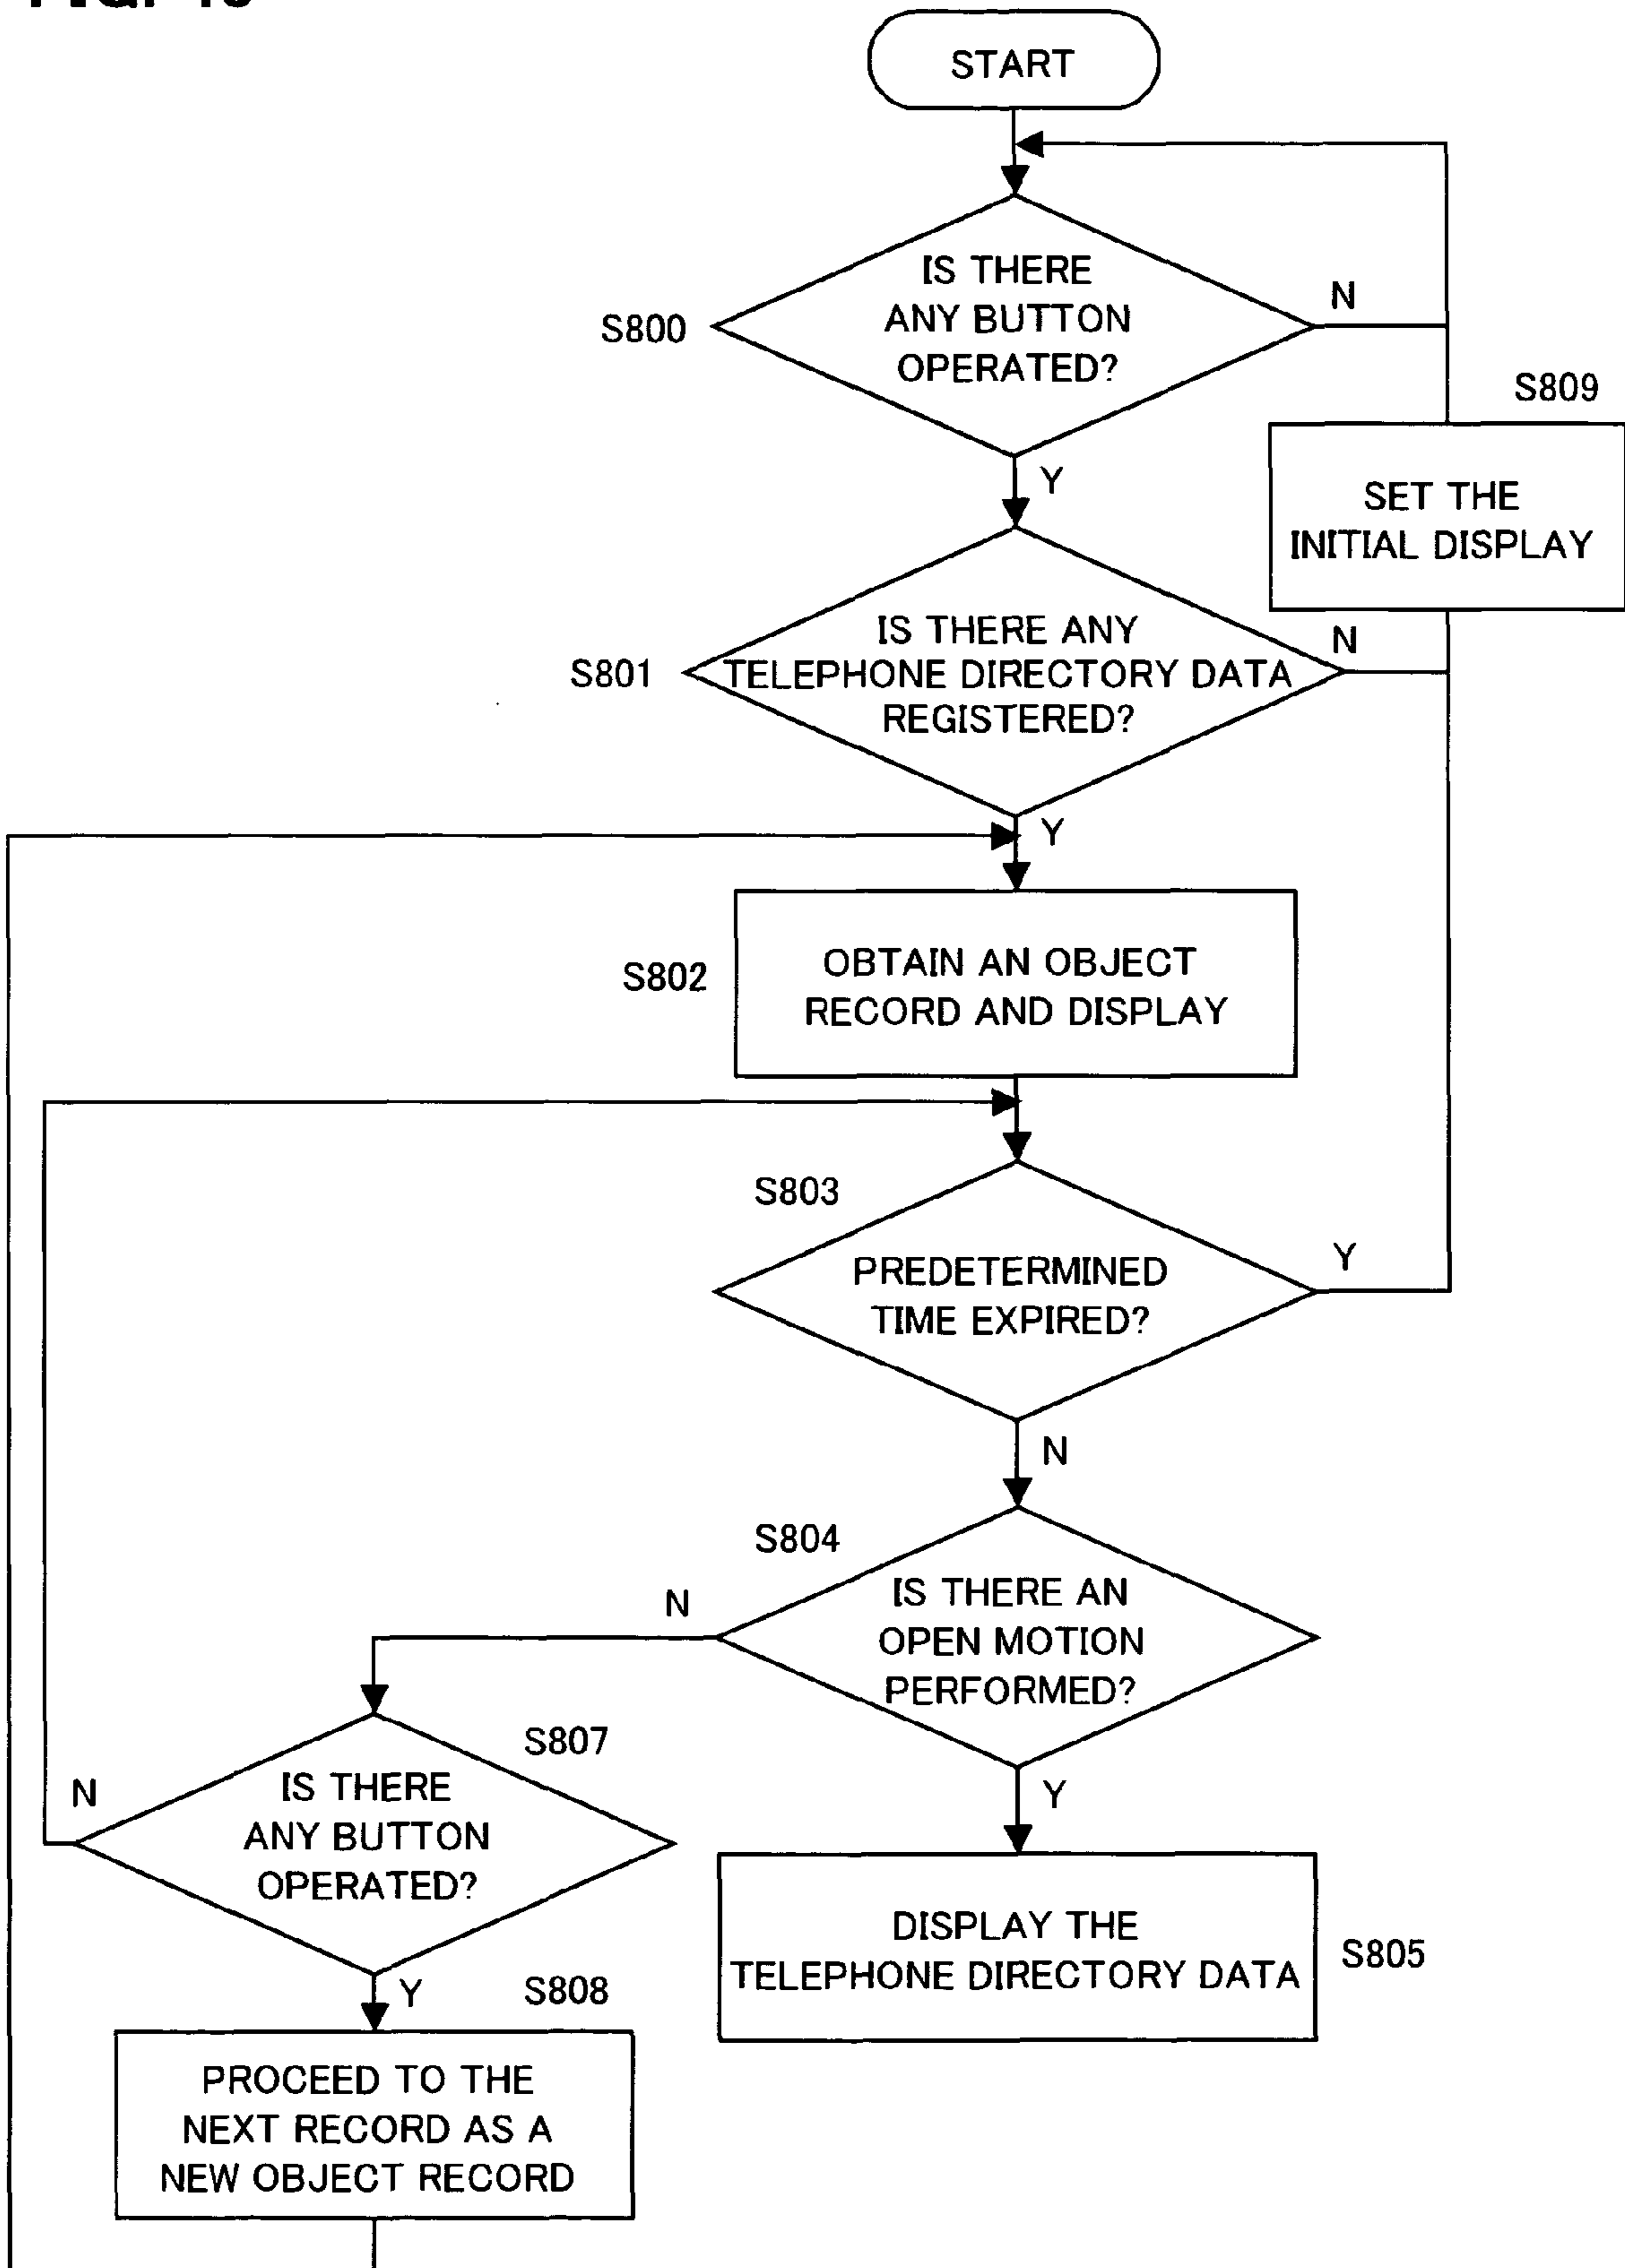 START
IS THERE
ANY BUTTON
OPERATED?
S800
N
Y
S809
SET THE
INITIAL DISPLAY
IS THERE ANY
TELEPHONE DIRECTORY DATA
REGISTERED?
S801
N
Y
OBTAIN AN OBJECT
RECORD AND DISPLAY
S802
S803
PREDETERMINED
TIME EXPIRED?
Y
N
S804
IS THERE AN
OPEN MOTION
PERFORMED?
N
Y
S807
IS THERE
ANY BUTTON
OPERATED?
N
Y
DISPLAY THE
TELEPHONE DIRECTORY DATA
S805
S808
PROCEED TO THE
NEXT RECORD AS A
NEW OBJECT RECORD